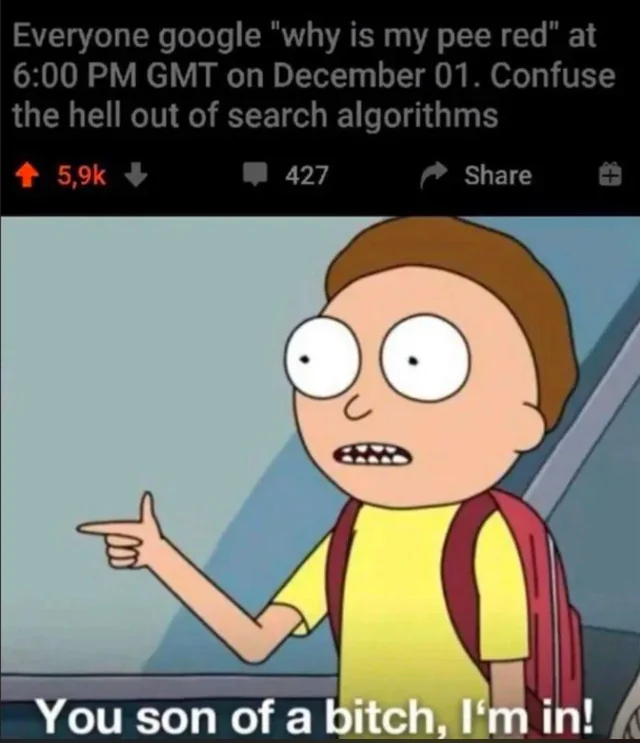 Everyone google "why is my pee red" at
6:00 PM GMT on December 01. Confuse
the hell out of search algorithms
5,9k 427 Share
You son of a bitch, I'm in!